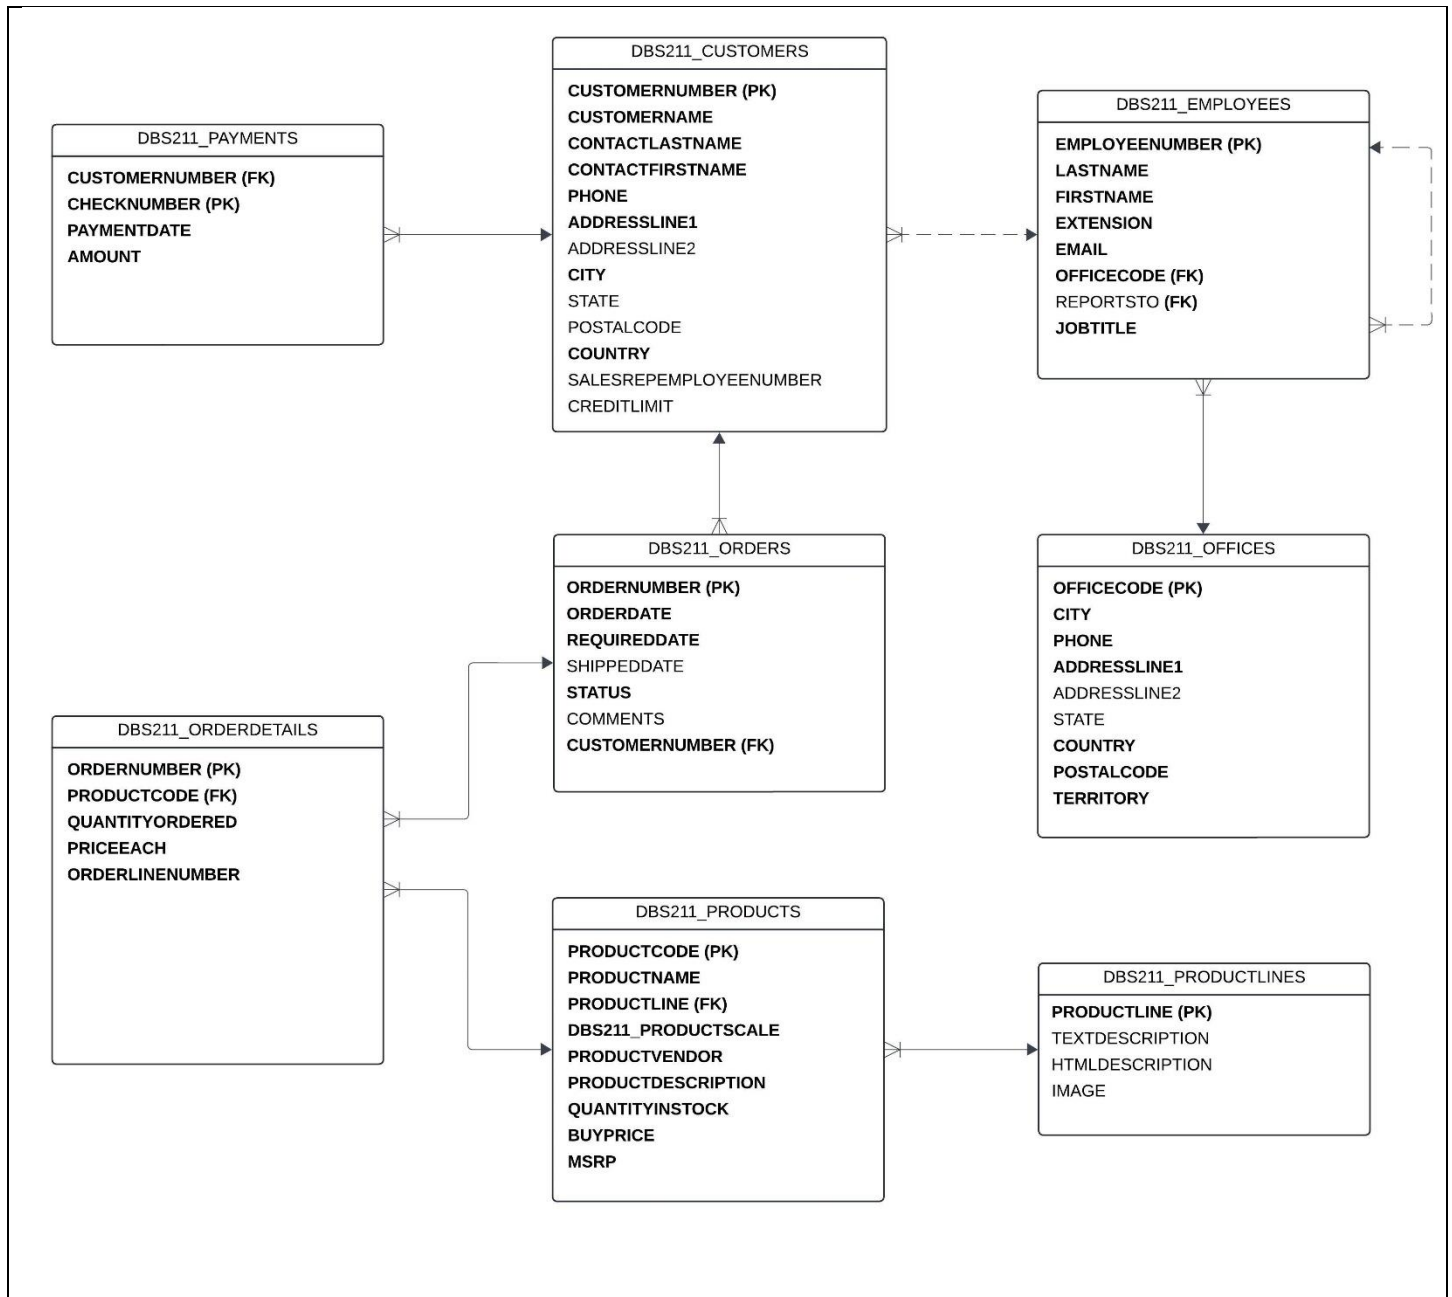 DBS211_CUSTOMERS
CUSTOMERNUMBER (PK)
CUSTOMERNAME
CONTACTLASTNAME
CONTACTFIRSTNAME
PHONE
ADDRESSLINE1
ADDRESSLINE2
CITY
STATE
POSTALCODE
COUNTRY
SALESREPEMPLOYEENUMBER
CREDITLIMIT
DBS211_EMPLOYEES
EMPLOYEENUMBER (PK)
LASTNAME
FIRSTNAME
EXTENSION
EMAIL
OFFICECODE (FK)
REPORTSTO (FK)
JOBTITLE
DBS211_PAYMENTS
CUSTOMERNUMBER (FK)
CHECKNUMBER (PK)
PAYMENTDATE
AMOUNT
DBS211_ORDERS
ORDERNUMBER (PK)
ORDERDATE
REQUIREDDATE
SHIPPEDDATE
STATUS
COMMENTS
CUSTOMERNUMBER (FK)
DBS211_OFFICES
OFFICECODE (PK)
CITY
PHONE
ADDRESSLINE1
ADDRESSLINE2
STATE
COUNTRY
POSTALCODE
TERRITORY
DBS211_ORDERDETAILS
ORDERNUMBER (PK)
PRODUCTCODE (FK)
QUANTITYORDERED
PRICEEACH
ORDERLINENUMBER
DBS211_PRODUCTS
PRODUCTCODE (PK)
PRODUCTNAME
PRODUCTLINE (FK)
DBS211_PRODUCTSCALE
PRODUCTVENDOR
PRODUCTDESCRIPTION
QUANTITYINSTOCK
BUYPRICE
MSRP
DBS211_PRODUCTLINES
PRODUCTLINE (PK)
TEXTDESCRIPTION
HTMLDESCRIPTION
IMAGE